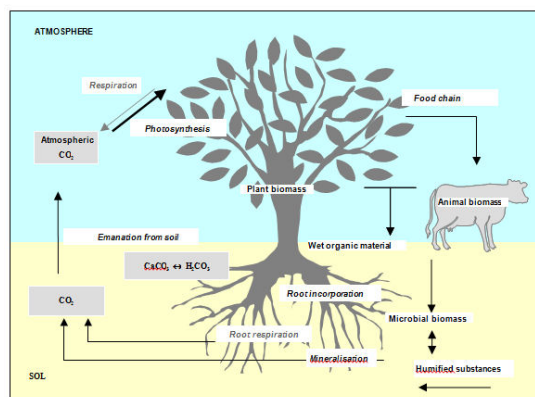 ATMOSPHERE
Respiration
Food chain
Photosynthesis
Atmospheric
CO₂
Plant biomass
Animal biomass
Emanation from soil
Wet organic material
CaCO₃ ↔ H₂CO₃
Root incorporation
CO₂
Microbial biomass
Root respiration
Mineralisation
Humified substances
SOL